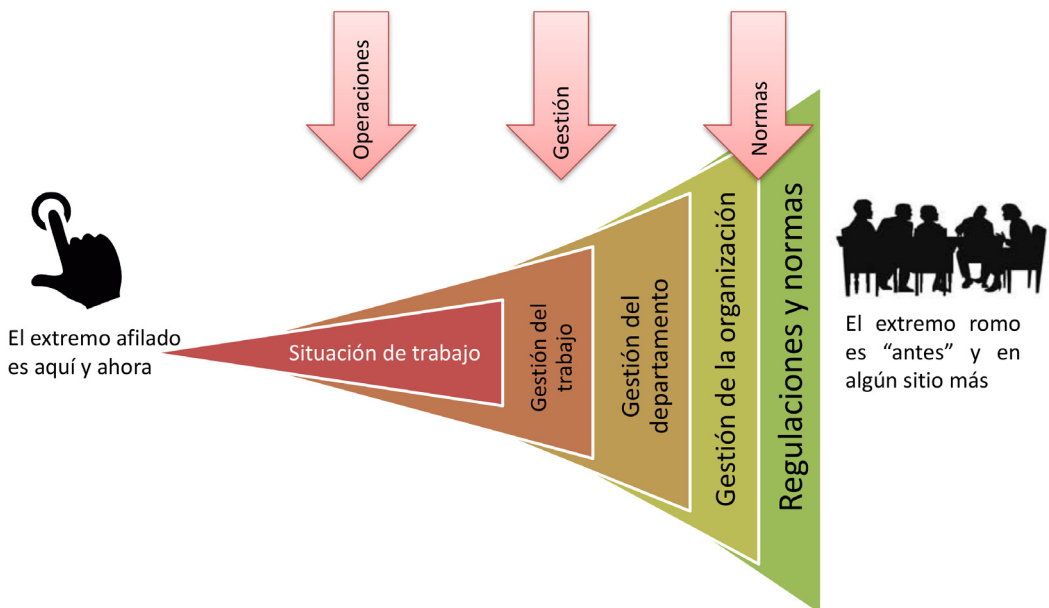 Operaciones
Gestión
Normas
El extremo afilado
es aquí y ahora
Situación de trabajo
Gestión del
trabajo
Gestión del
departamento
Gestión de la organización
Regulaciones y normas
El extremo romo
es “antes” y en
algún sitio más